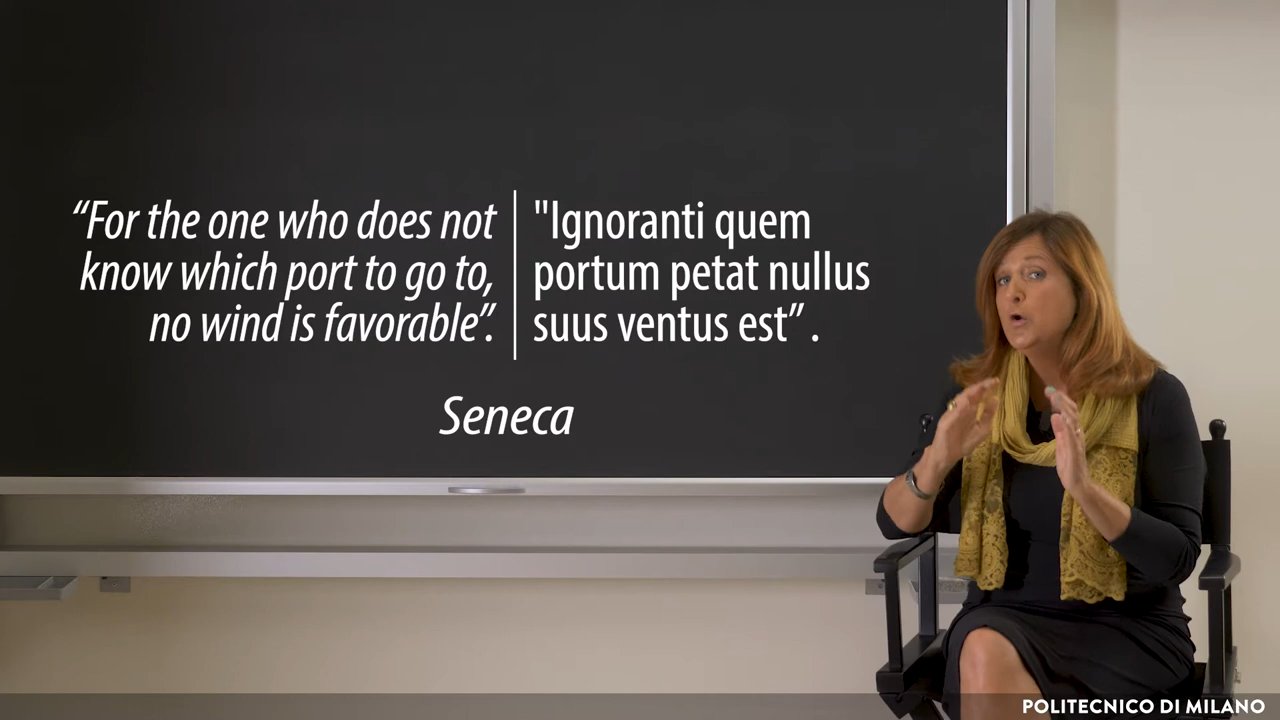 “For the one who does not
know which port to go to,
no wind is favorable”.
"Ignoranti quem
portum petat nullus
suus ventus est” .
Seneca
POLITECNICO DI MILANO